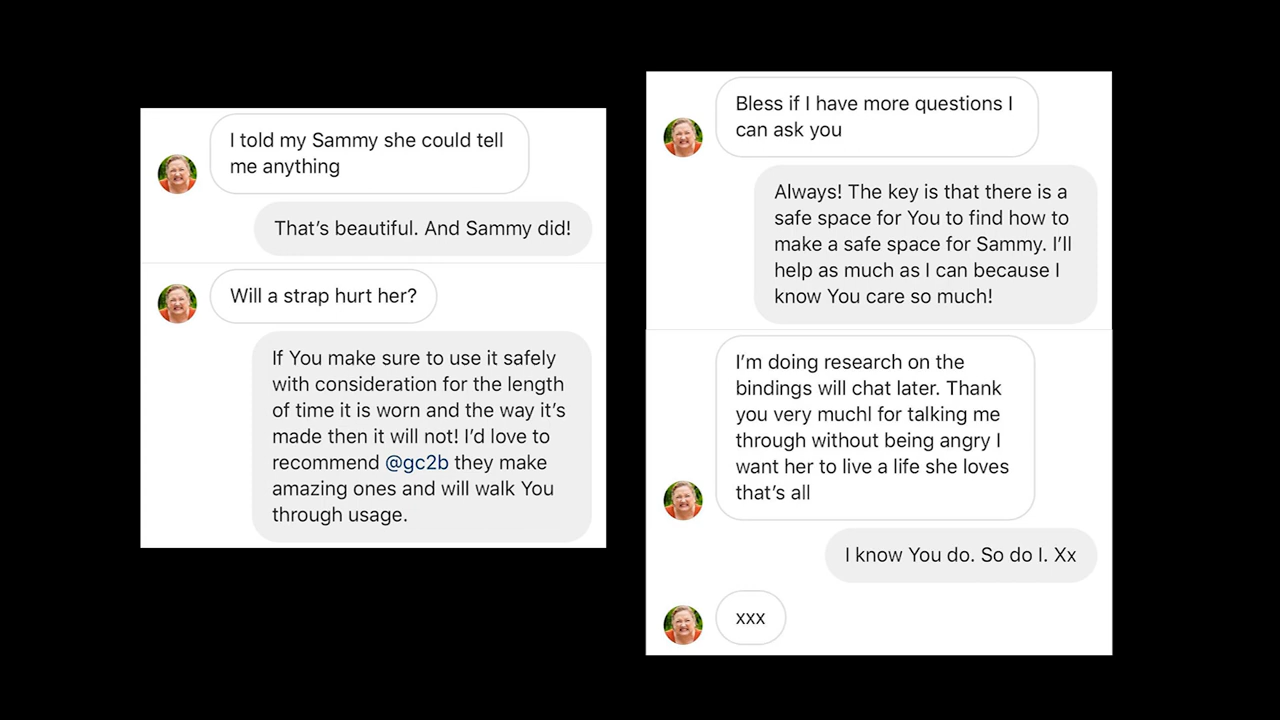 I told my Sammy she could tell
me anything
That’s beautiful. And Sammy did!
Will a strap hurt her?
If You make sure to use it safely
with consideration for the length
of time it is worn and the way it’s
made then it will not! I’d love to
recommend @gc2b they make
amazing ones and will walk You
through usage.
Bless if I have more questions I
can ask you
Always! The key is that there is a
safe space for You to find how to
make a safe space for Sammy. I’ll
help as much as I can because I
know You care so much!
I’m doing research on the
bindings will chat later. Thank
you very muchl for talking me
through without being angry I
want her to live a life she loves
that’s all
I know You do. So do I. Xx
xxx